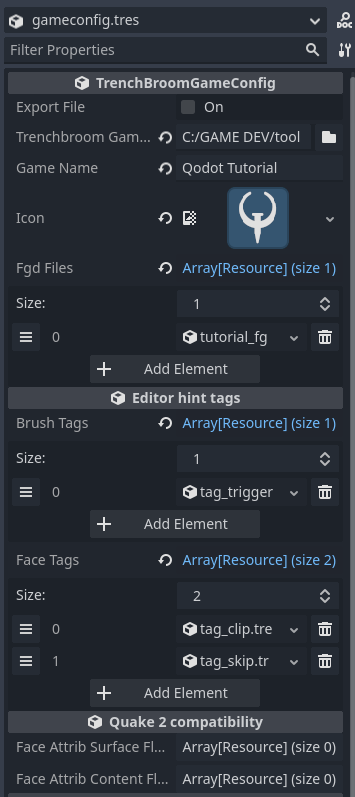 gameconfig.tres
DOC
Filter Properties
TrenchBroomGameConfig
Export File On
Trenchbroom Gam... C:/GAME DEV/tool
Game Name Qodot Tutorial
Icon
Fgd Files Array[Resource] (size 1)
Size: 1
0 tutorial_fg
Add Element
Editor hint tags
Brush Tags Array[Resource] (size 1)
Size: 1
0 tag_trigger
Add Element
Face Tags Array[Resource] (size 2)
Size: 2
0 tag_clip.tre
1 tag_skip.tr
Add Element
Quake 2 compatibility
Face Attrib Surface Fl... Array[Resource] (size 0)
Face Attrib Content Fl... Array[Resource] (size 0)